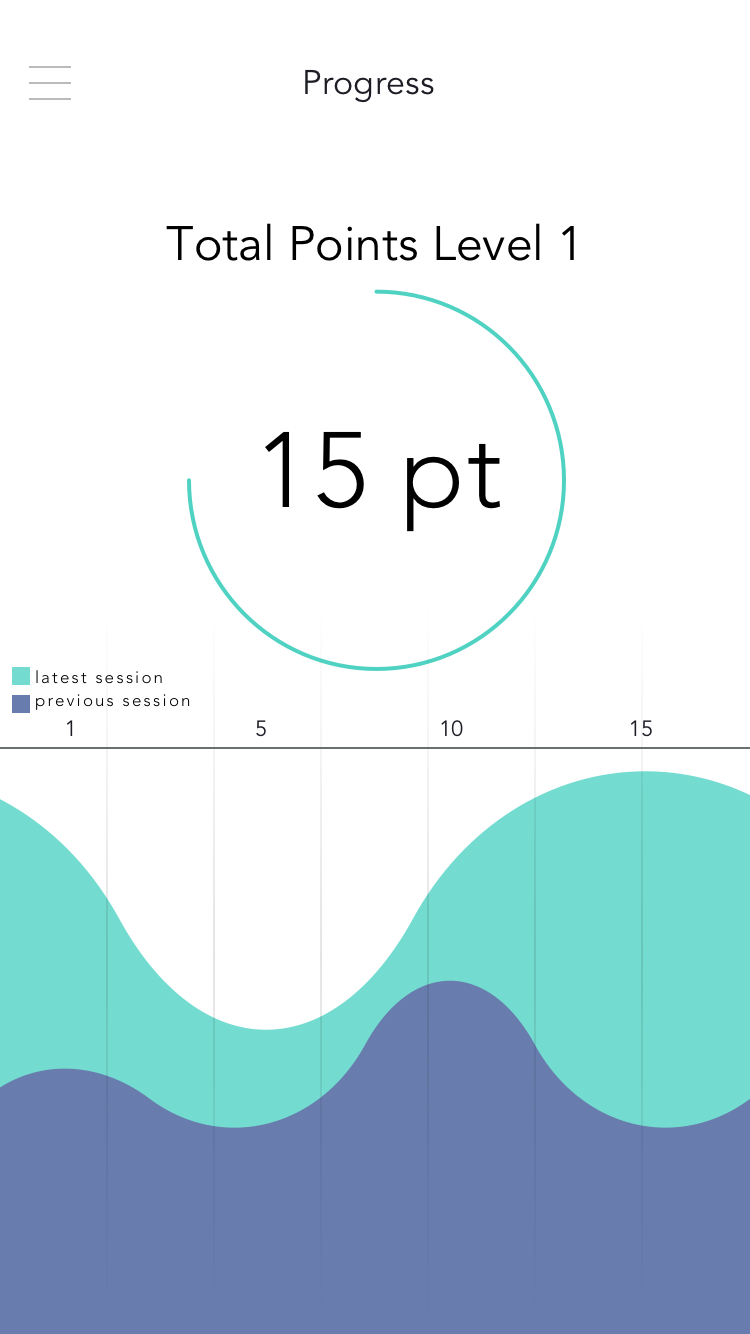 Progress
Total Points Level 1
15 pt
latest session
previous session
1 5 10 15